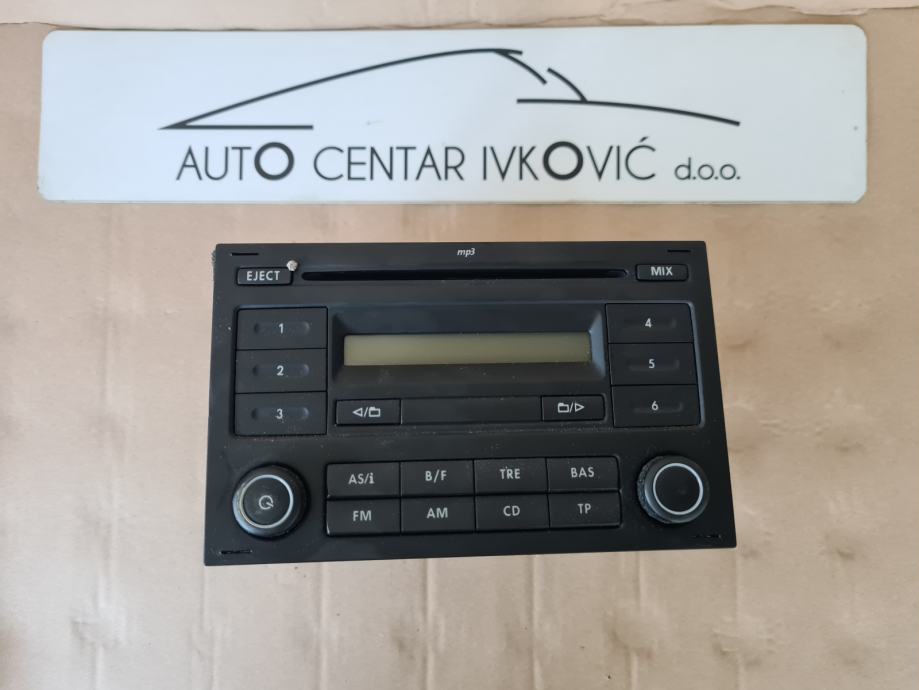 AUTO CENTAR IVKOVIĆ d.o.o.
mp3
EJECT MIX
1 4
2 5
3 6
◁/🗀 🗀/▷
AS/i B/F TRE BAS
FM AM CD TP